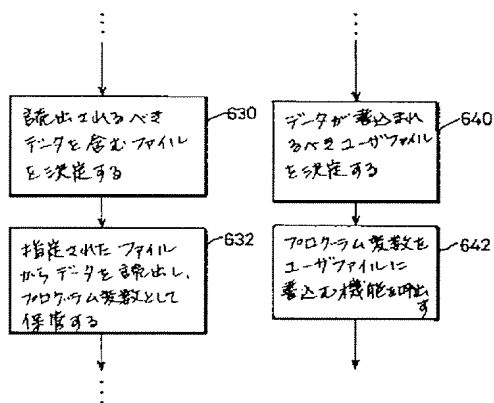 読出されるべき
データを含むファイル
を決定する
630
指定されたファイル
からデータを読出し、
プログラム変数として
保管する
632
データが書込まれ
るべきユーザファイル
を決定する
640
プログラム変数を
ユーザファイルに
書込む機能を呼出
す
642